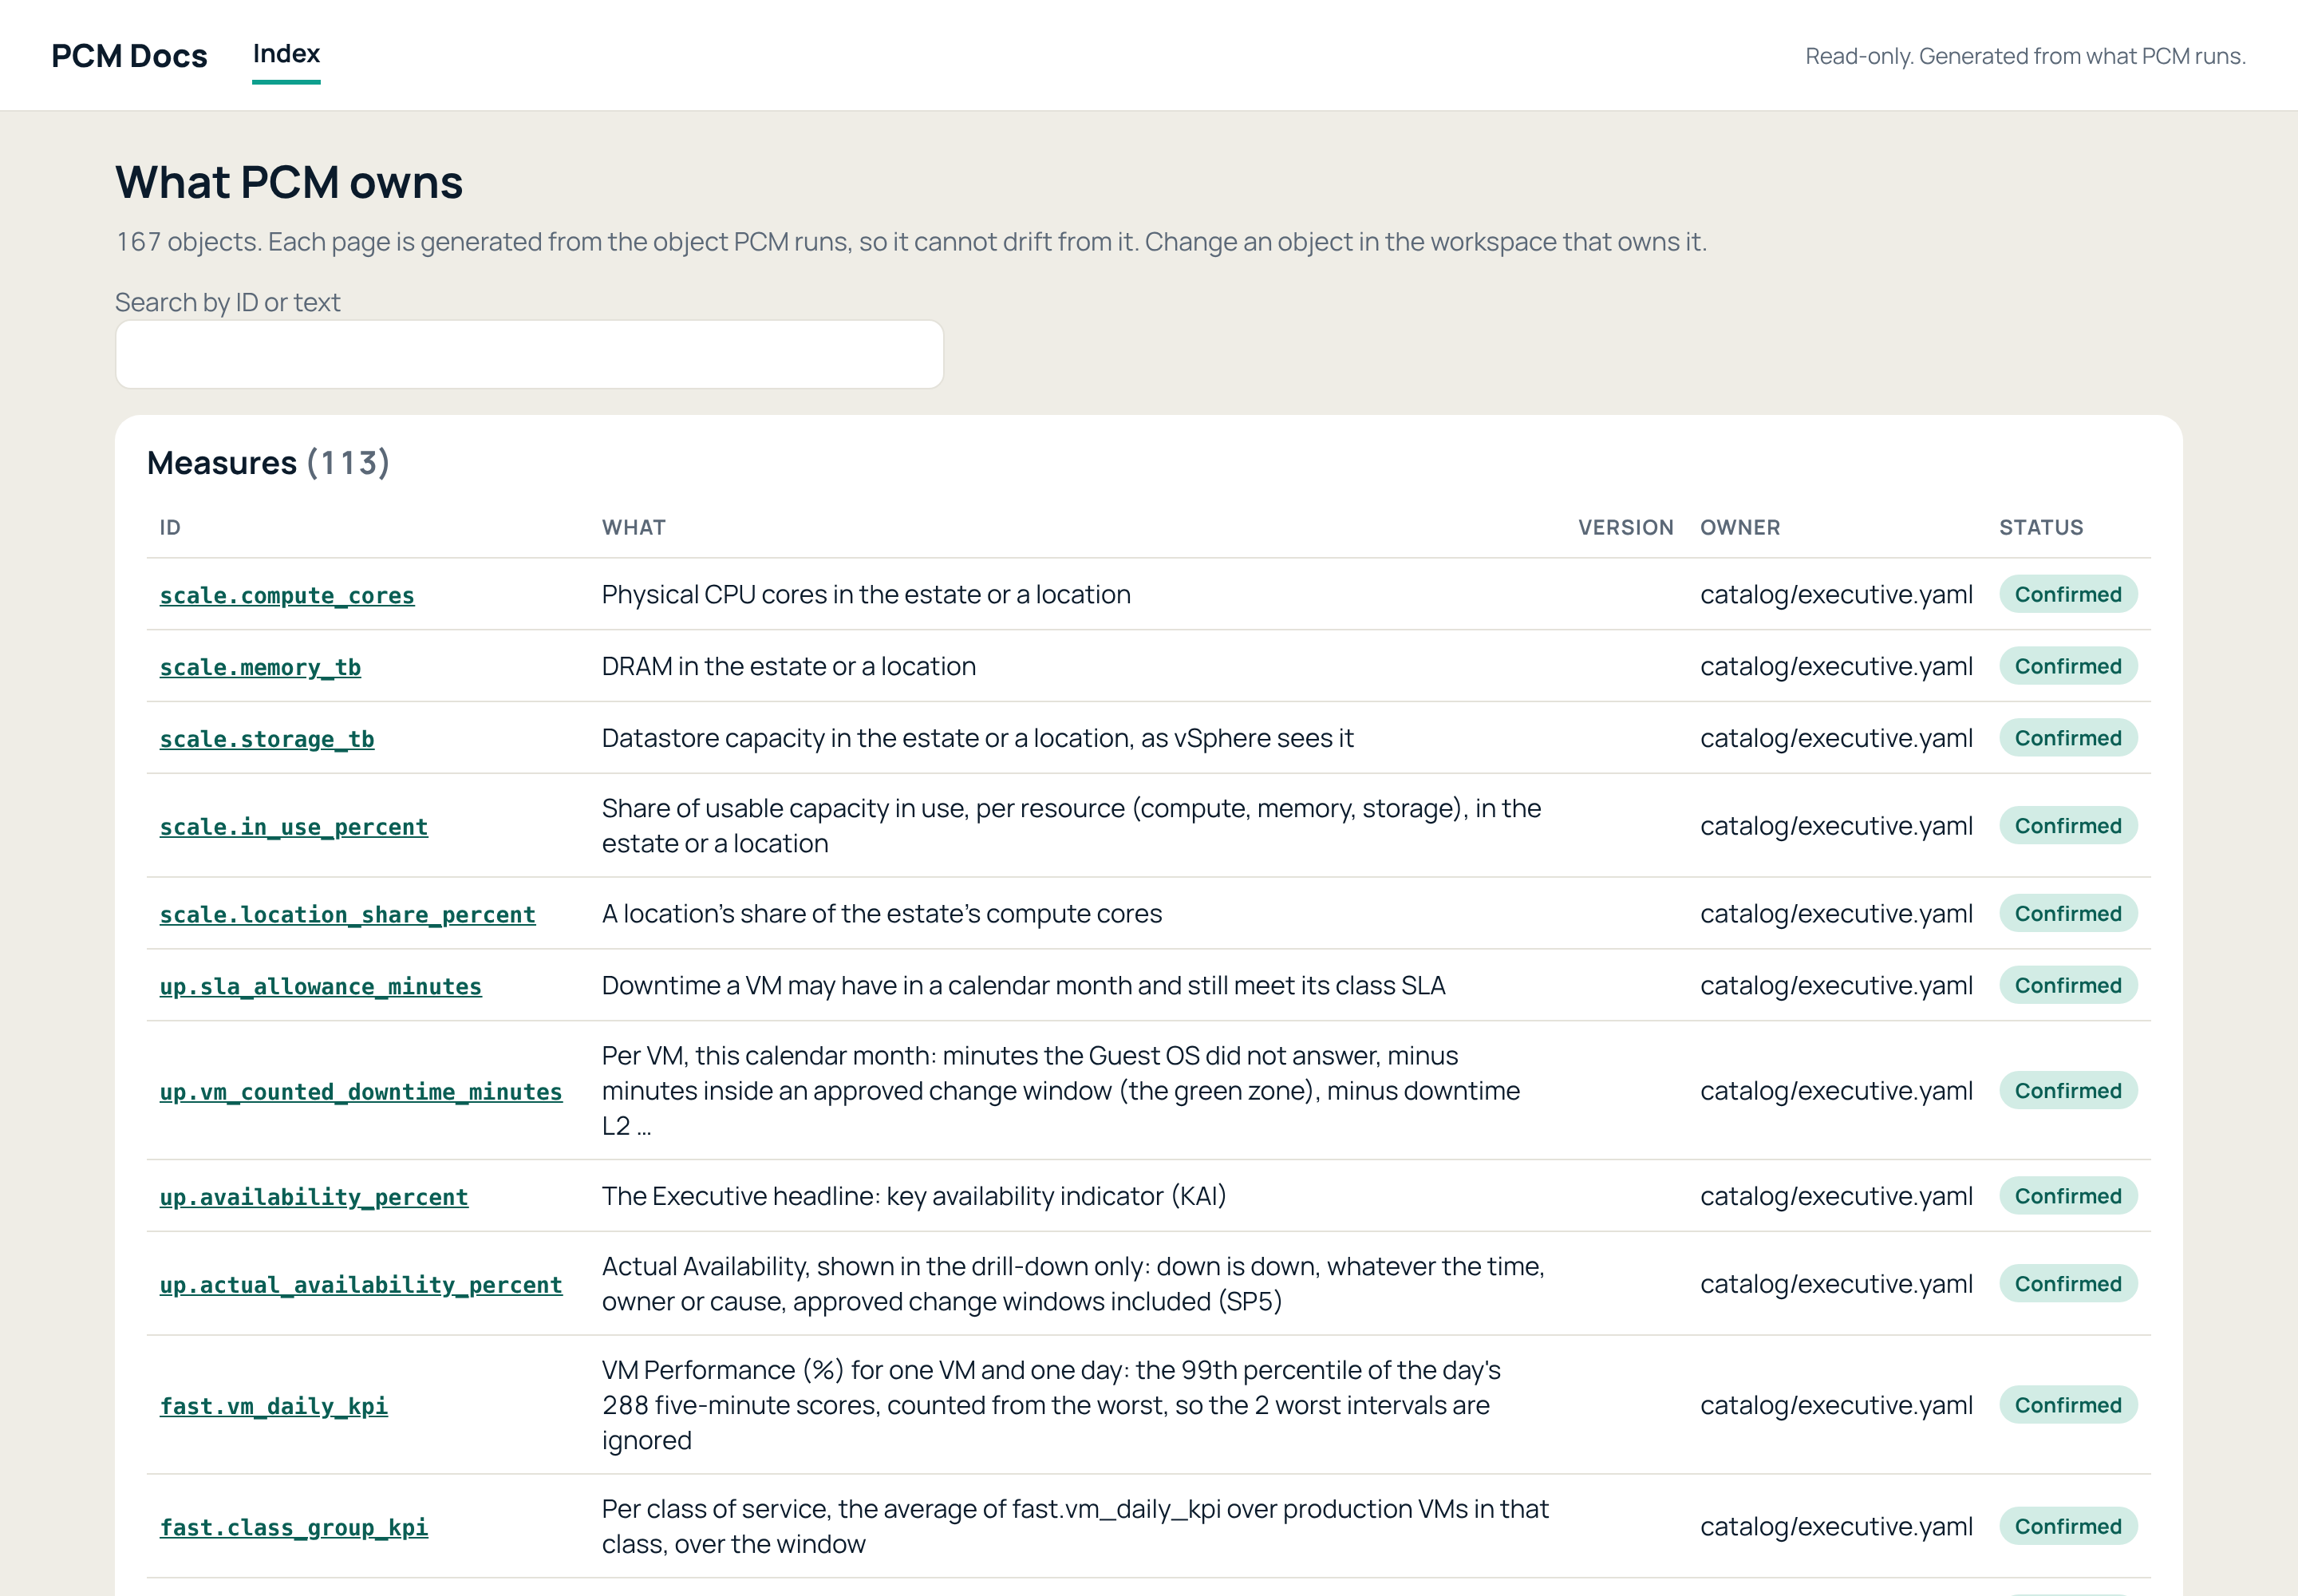 PCM Docs Index Read-only. Generated from what PCM runs.
What PCM owns
167 objects. Each page is generated from the object PCM runs, so it cannot drift from it. Change an object in the workspace that owns it.
Search by ID or text
Measures (113)
ID WHAT VERSION OWNER STATUS
scale.compute_cores Physical CPU cores in the estate or a location catalog/executive.yaml Confirmed
scale.memory_tb DRAM in the estate or a location catalog/executive.yaml Confirmed
scale.storage_tb Datastore capacity in the estate or a location, as vSphere sees it catalog/executive.yaml Confirmed
scale.in_use_percent Share of usable capacity in use, per resource (compute, memory, storage), in the
estate or a location catalog/executive.yaml Confirmed
scale.location_share_percent A location’s share of the estate’s compute cores catalog/executive.yaml Confirmed
up.sla_allowance_minutes Downtime a VM may have in a calendar month and still meet its class SLA catalog/executive.yaml Confirmed
up.vm_counted_downtime_minutes Per VM, this calendar month: minutes the Guest OS did not answer, minus
minutes inside an approved change window (the green zone), minus downtime
L2 … catalog/executive.yaml Confirmed
up.availability_percent The Executive headline: key availability indicator (KAI) catalog/executive.yaml Confirmed
up.actual_availability_percent Actual Availability, shown in the drill-down only: down is down, whatever the time,
owner or cause, approved change windows included (SP5) catalog/executive.yaml Confirmed
fast.vm_daily_kpi VM Performance (%) for one VM and one day: the 99th percentile of the day's
288 five-minute scores, counted from the worst, so the 2 worst intervals are
ignored catalog/executive.yaml Confirmed
fast.class_group_kpi Per class of service, the average of fast.vm_daily_kpi over production VMs in that
class, over the window catalog/executive.yaml Confirmed